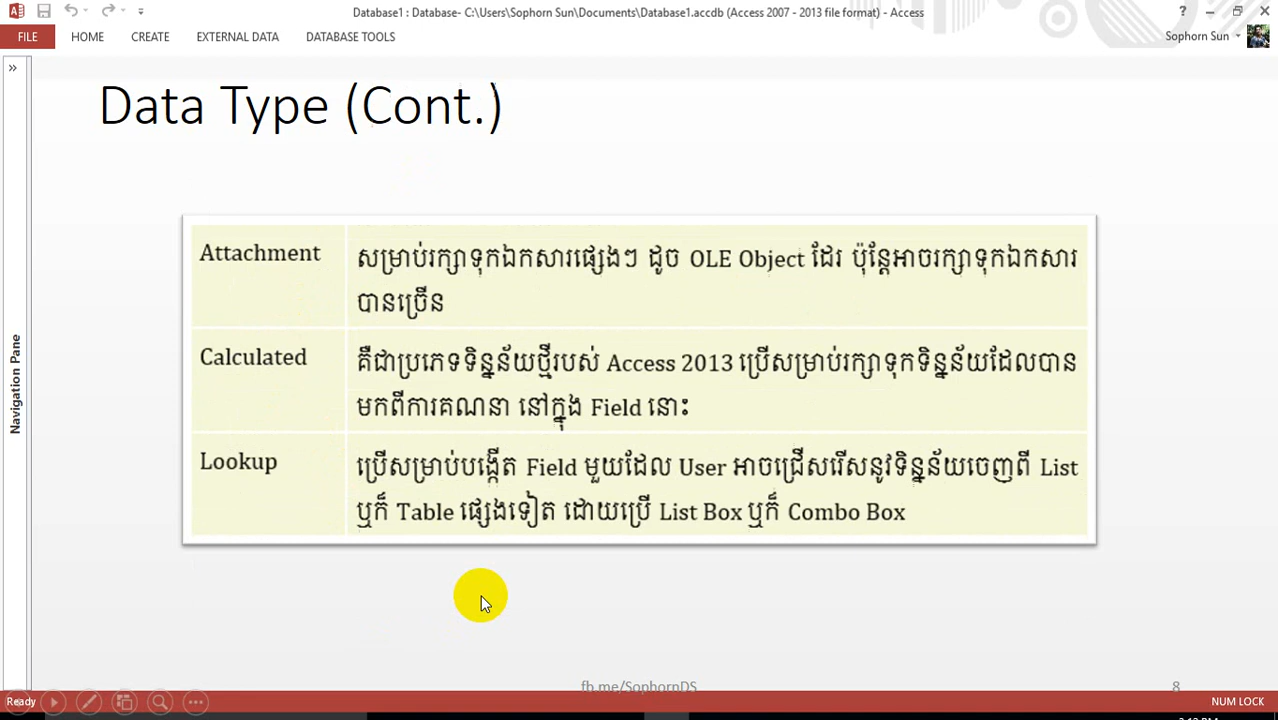 Database1 : Database- C:\Users\Sophorn Sun\Documents\Database1.accdb (Access 2007 - 2013 file format) - Access
FILE HOME CREATE EXTERNAL DATA DATABASE TOOLS Sophorn Sun
Data Type (Cont.)
Attachment សម្រាប់រក្សាទុកឯកសារផ្សេងៗ ដូច OLE Object ដែរ ប៉ុន្តែអាចរក្សាទុកឯកសារ
បានច្រើន
Calculated គឺជាប្រភេទទិន្នន័យថ្មីរបស់ Access 2013 ប្រើសម្រាប់រក្សាទុកទិន្នន័យដែលបាន
មកពីការគណនា នៅក្នុង Field នោះ
Lookup ប្រើសម្រាប់បង្កើត Field មួយដែល User អាចជ្រើសរើសនូវទិន្នន័យចេញពី List
ឬក៏ Table ផ្សេងទៀត ដោយប្រើ List Box ឬក៏ Combo Box
Navigation Pane
fb.me/SophornDS 8
Ready NUM LOCK